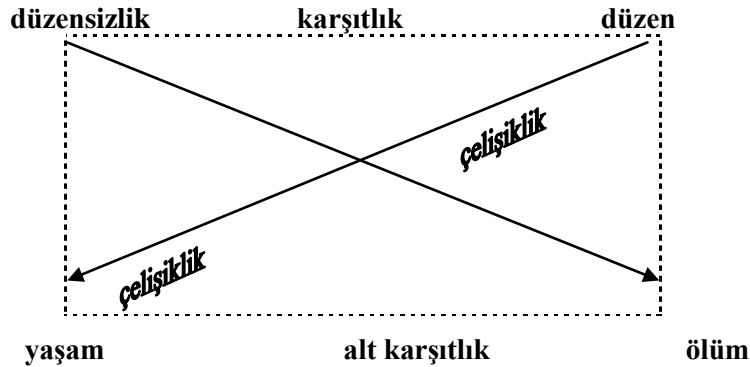 düzensizlik karşıtlık düzen
çelişiklik
çelişiklik
yaşam alt karşıtlık ölüm